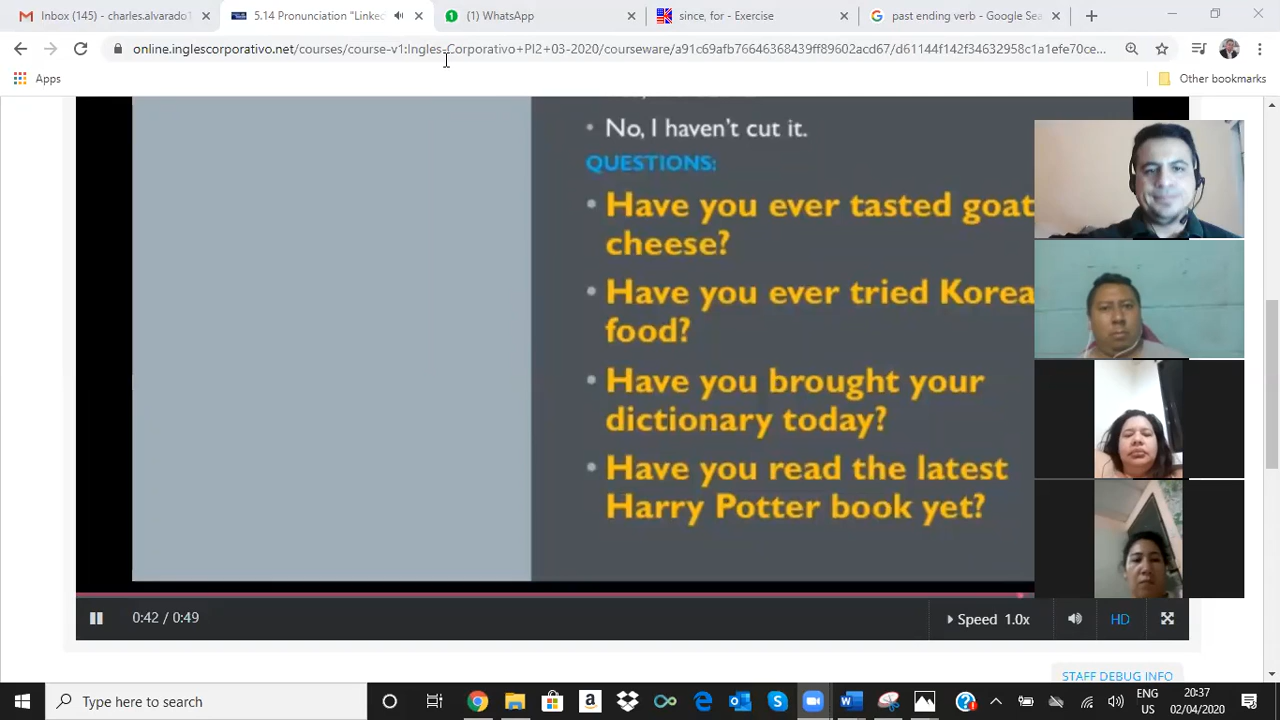 Inbox (145) - charles.alvarado1
5.14 Pronunciation "Linked
(1) WhatsApp
since, for - Exercise
past ending verb - Google Sea
online.inglescorporativo.net/courses/course-v1:Ingles-Corporativo+PI2+03-2020/courseware/a91c69afb76646368439ff89602acd67/d61144f142f34632958c1a1efe70ce...
Apps
Other bookmarks
No, I haven't cut it.
QUESTIONS:
Have you ever tasted goat
cheese?
Have you ever tried Korea
food?
Have you brought your
dictionary today?
Have you read the latest
Harry Potter book yet?
0:42 / 0:49
Speed 1.0x
HD
STAFF DEBUG INFO
Type here to search
ENG
US
20:37
02/04/2020